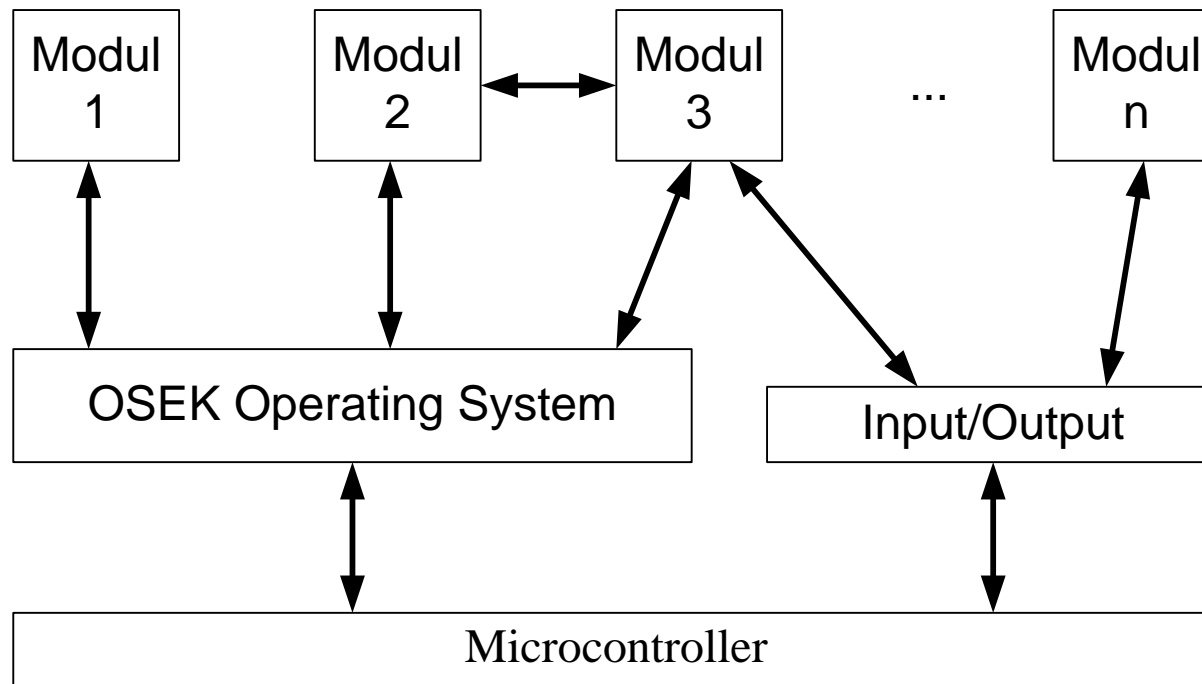 Modul
1
Modul
2
Modul
3
...
Modul
n
OSEK Operating System
Input/Output
Microcontroller